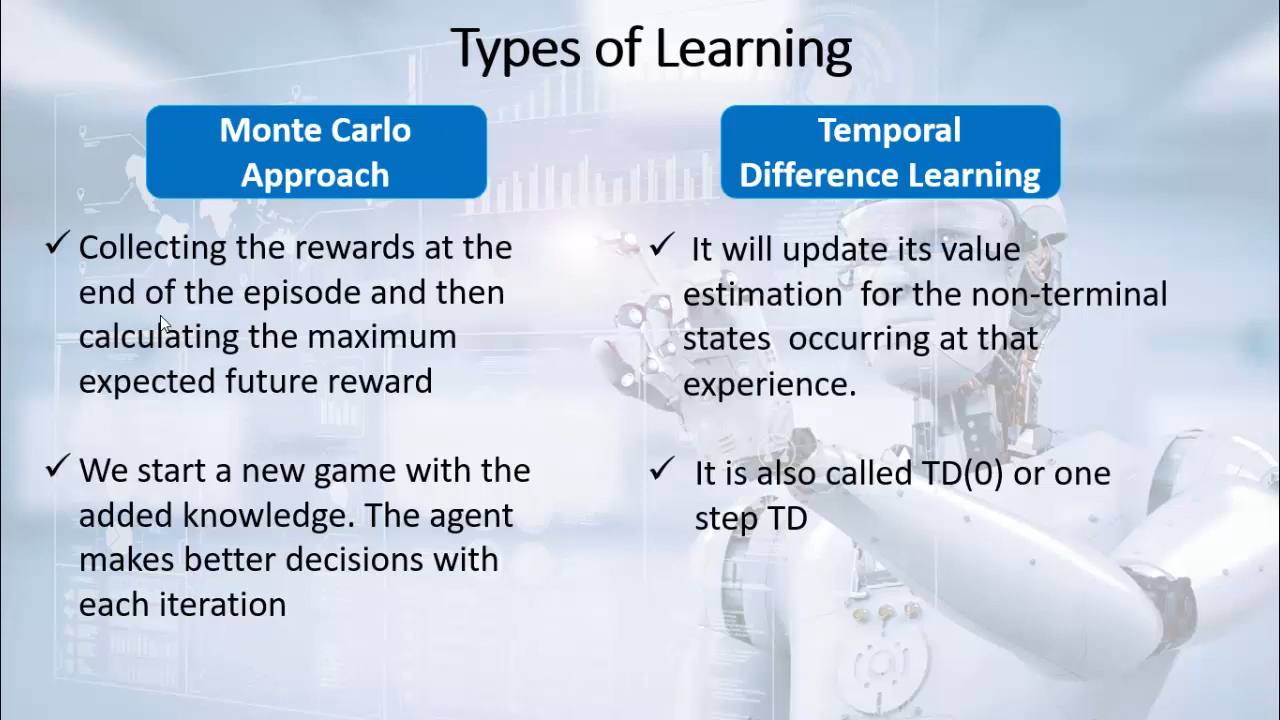 Types of Learning
Monte Carlo
Approach
✓ Collecting the rewards at the
end of the episode and then
calculating the maximum
expected future reward
✓ We start a new game with the
added knowledge. The agent
makes better decisions with
each iteration
Temporal
Difference Learning
✓ It will update its value
estimation for the non-terminal
states occurring at that
experience.
✓ It is also called TD(0) or one
step TD